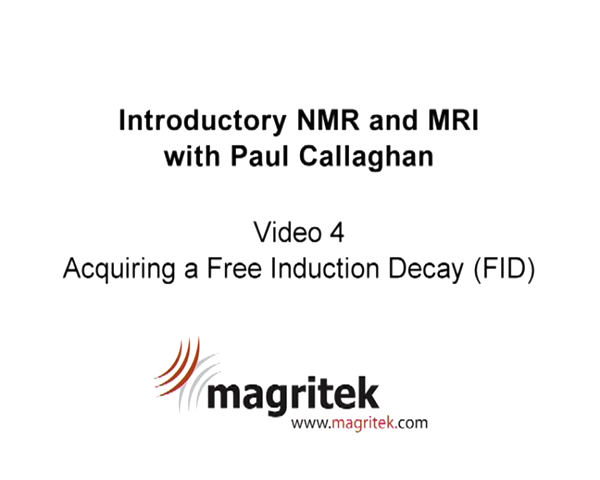 Introductory NMR and MRI
with Paul Callaghan
Video 4
Acquiring a Free Induction Decay (FID)
magritek
www.magritek.com